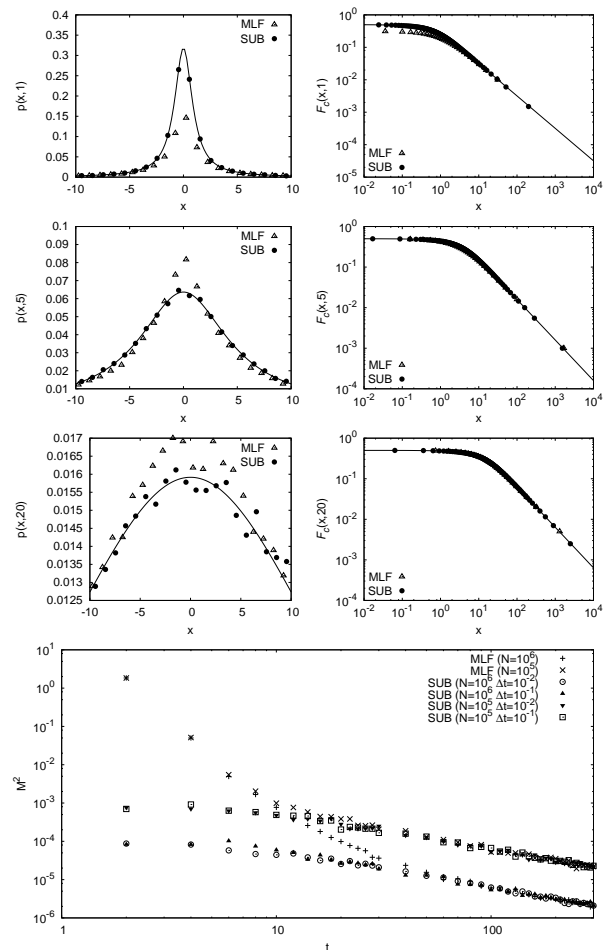 0.4
0.35
0.3
0.25
0.2
0.15
0.1
0.05
0
p(x,1)
MLF
SUB
-10 -5 0 5 10
x
10^0
10^-1
10^-2
10^-3
10^-4
10^-5
F_c(x,1)
MLF
SUB
10^-2 10^-1 10^0 10^1 10^2 10^3 10^4
x
0.1
0.09
0.08
0.07
0.06
0.05
0.04
0.03
0.02
0.01
p(x,5)
MLF
SUB
-10 -5 0 5 10
x
10^0
10^-1
10^-2
10^-3
10^-4
F_c(x,5)
MLF
SUB
10^-2 10^-1 10^0 10^1 10^2 10^3 10^4
x
0.017
0.0165
0.016
0.0155
0.015
0.0145
0.014
0.0135
0.013
0.0125
p(x,20)
MLF
SUB
-10 -5 0 5 10
x
10^0
10^-1
10^-2
10^-3
10^-4
F_c(x,20)
MLF
SUB
10^-2 10^-1 10^0 10^1 10^2 10^3 10^4
x
10^1
10^0
10^-1
10^-2
10^-3
10^-4
10^-5
10^-6
M^2
MLF (N=10^6)
MLF (N=10^5)
SUB (N=10^6 Δt=10^-2)
SUB (N=10^6 Δt=10^-1)
SUB (N=10^5 Δt=10^-2)
SUB (N=10^5 Δt=10^-1)
1 10 100
t